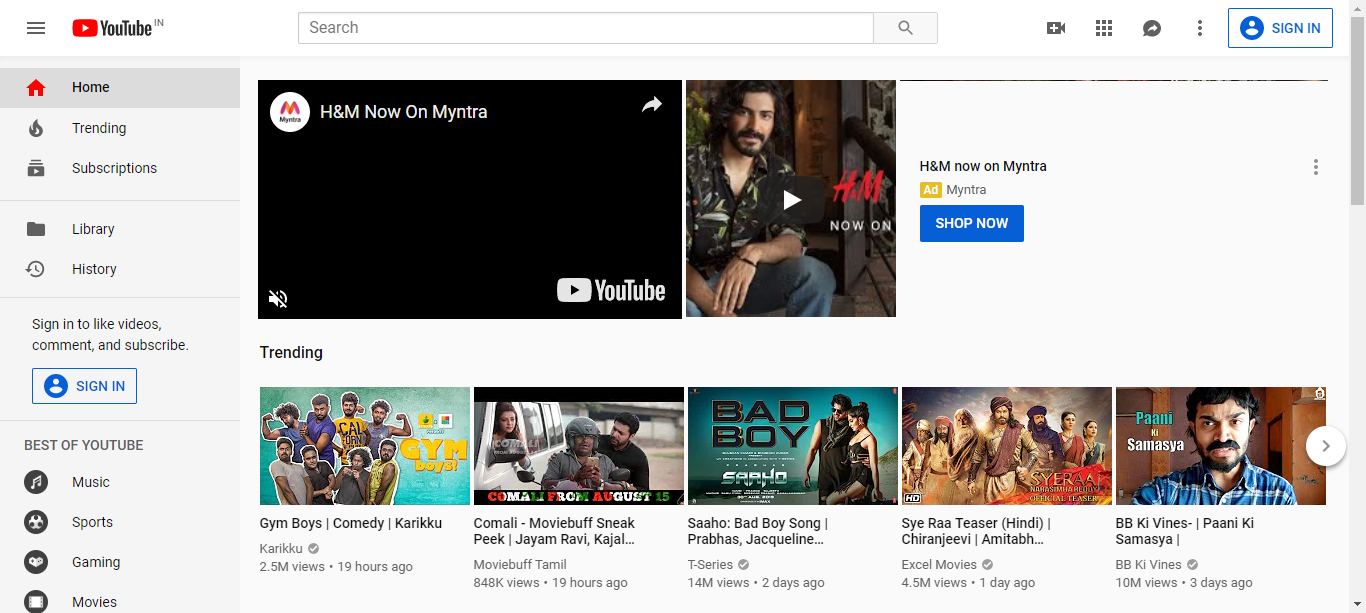 YouTube IN
Search
SIGN IN
Home
Trending
Subscriptions
Library
History
Sign in to like videos,
comment, and subscribe.
SIGN IN
BEST OF YOUTUBE
Music
Sports
Gaming
Movies
Myntra
H&M Now On Myntra
YouTube
H&M
NOW ON
H&M now on Myntra
Ad Myntra
SHOP NOW
Trending
GYM
Boys!
Gym Boys | Comedy | Karikku
Karikku
2.5M views • 19 hours ago
COMALI
COMALI FROM AUGUST 15
Comali - Moviebuff Sneak
Peek | Jayam Ravi, Kajal…
Moviebuff Tamil
848K views • 19 hours ago
BAD
BOY
PRABHAS
SAAHO
Saaho: Bad Boy Song |
Prabhas, Jacqueline…
T-Series
14M views • 2 days ago
SYERAA
NARASIMHA REDDY
OFFICIAL TEASER
HD
Sye Raa Teaser (Hindi) |
Chiranjeevi | Amitabh…
Excel Movies
4.5M views • 1 day ago
Paani
Ki
Samasya
BB Ki Vines- | Paani Ki
Samasya |
BB Ki Vines
10M views • 3 days ago